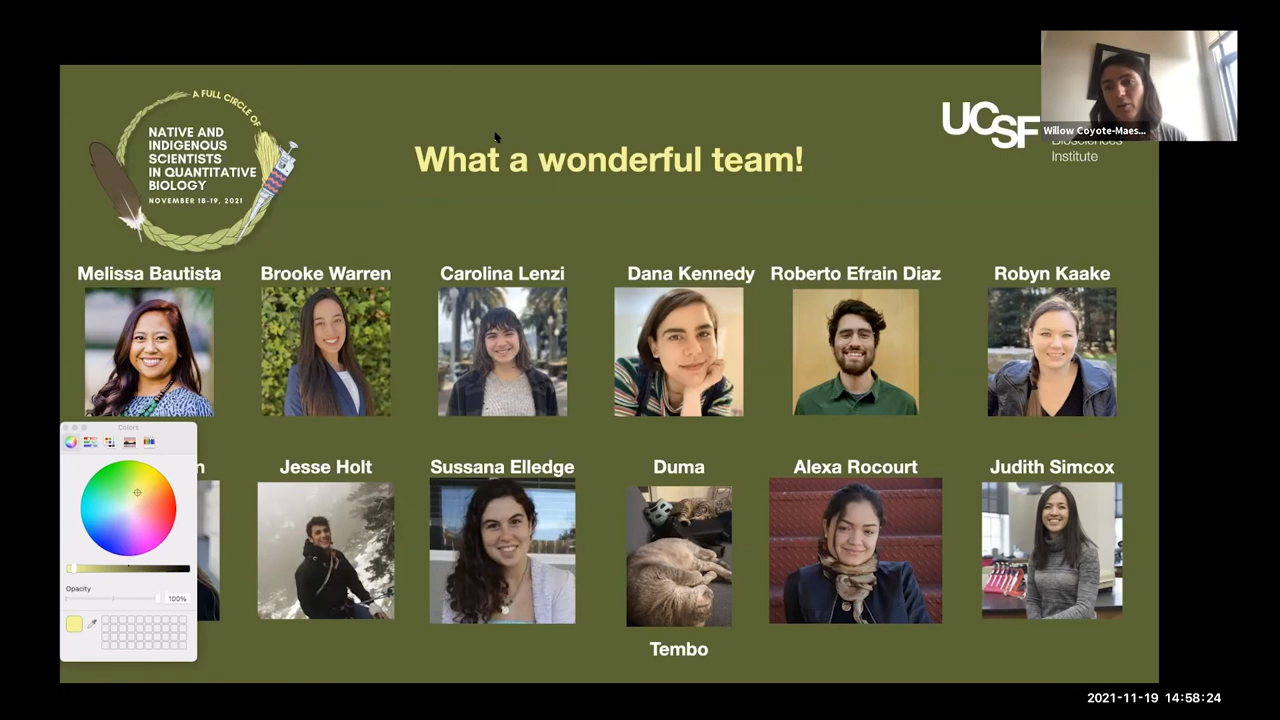 A FULL CIRCLE OF
NATIVE AND
INDIGENOUS
SCIENTISTS
IN QUANTITATIVE
BIOLOGY
NOVEMBER 18-19, 2021
What a wonderful team!
UCSF
Biosciences
Institute
Willow Coyote-Maes...
Melissa Bautista
Brooke Warren
Carolina Lenzi
Dana Kennedy
Roberto Efrain Diaz
Robyn Kaake
n
Jesse Holt
Sussana Elledge
Duma
Alexa Rocourt
Judith Simcox
Tembo
Colors
Opacity
100%
2021-11-19 14:58:24